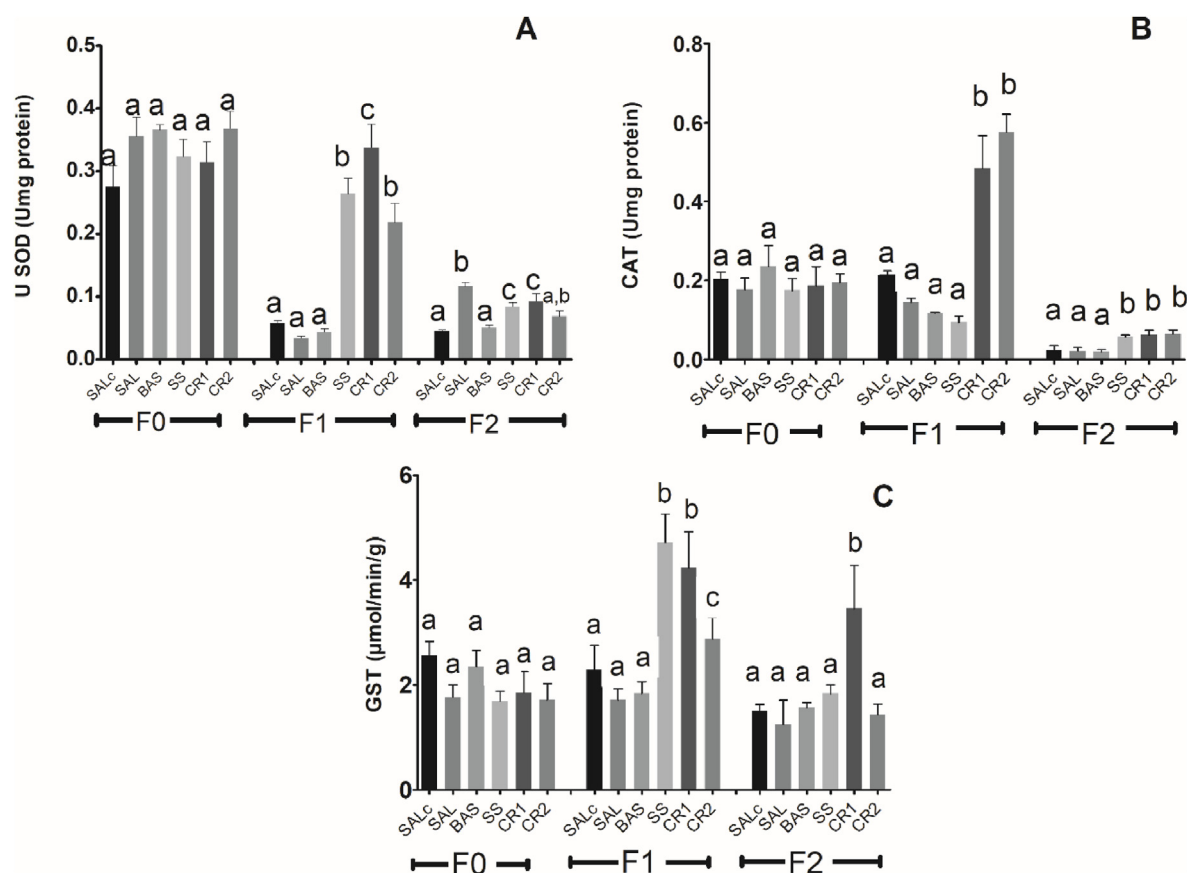 A
U SOD (Umg protein)
0.5
0.4
0.3
0.2
0.1
0.0
a a a a a a
a a a b c b
a b a c c a,b
SALc SAL BAS SS CR1 CR2
SALc SAL BAS SS CR1 CR2
SALc SAL BAS SS CR1 CR2
F0 F1 F2
B
CAT (Umg protein)
0.8
0.6
0.4
0.2
0.0
a a a a a a
a a a a b b
a a a b b b
SALc SAL BAS SS CR1 CR2
SALc SAL BAS SS CR1 CR2
SALc SAL BAS SS CR1 CR2
F0 F1 F2
C
GST (µmol/min/g)
6
4
2
0
a a a a a a
a a a b b c
a a a a b a
SALc SAL BAS SS CR1 CR2
SALc SAL BAS SS CR1 CR2
SALc SAL BAS SS CR1 CR2
F0 F1 F2